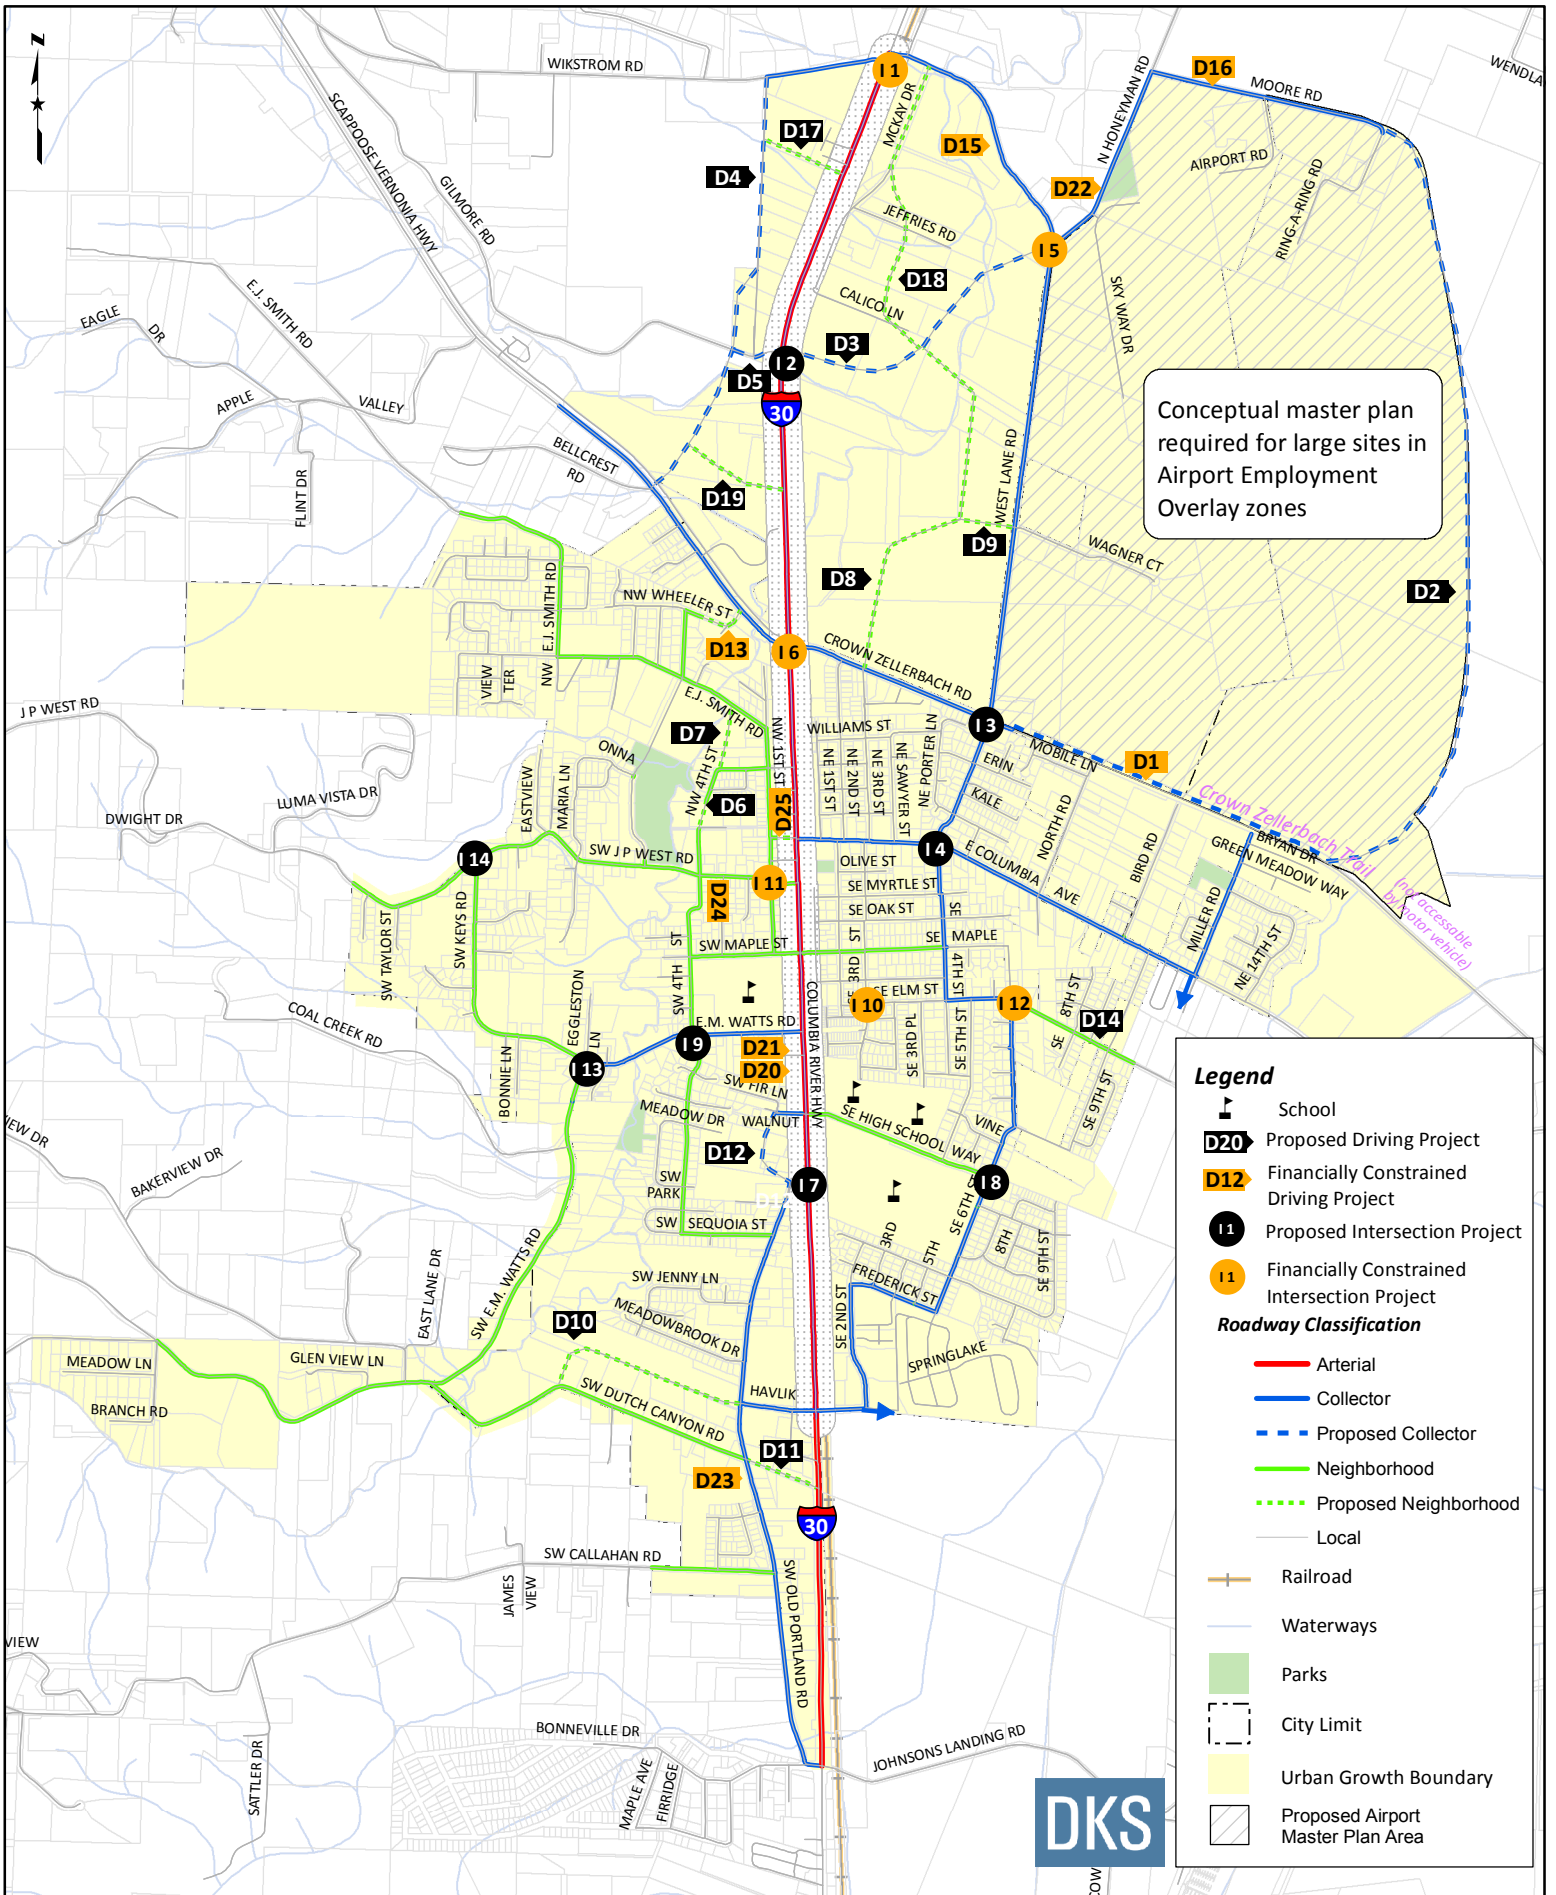 N
WIKSTROM RD
I 1
D16
MOORE RD
WENDLA
N HONEYMAN RD
MCKAY DR
D17
D15
AIRPORT RD
RING-A-RING RD
SCAPPOOSE VERNONIA HWY
GILMORE RD
D4
D22
JEFFRIES RD
I 5
D18
SKY WAY DR
CALICO LN
E.J. SMITH RD
EAGLE
DR
D3
I 2
D5
30
Conceptual master plan
required for large sites in
Airport Employment
Overlay zones
APPLE
VALLEY
BELLCREST
RD
FLINT DR
D19
WEST LANE RD
D9
WAGNER CT
D8
D2
NW WHEELER ST
NW E.J. SMITH RD
D13
I 6
CROWN ZELLERBACH RD
VIEW
TER
J P WEST RD
E.J. SMITH RD
D7
NW 1ST ST
WILLIAMS ST
NE PORTER LN
I 3
MOBILE LN
D1
ONNA
NW 4TH ST
NE 1ST ST
NE 2ND ST
NE 3RD ST
NE SAWYER ST
ERIN
KALE
NORTH RD
Crown Zellerbach Trail
EASTVIEW
MARIA LN
LUMA VISTA DR
DWIGHT DR
D6
D25
I 4
E COLUMBIA
AVE
BIRD RD
BRYAN DR
GREEN MEADOW WAY
I 14
SW J P WEST RD
OLIVE ST
I 11
SE MYRTLE ST
SE OAK ST
(not accessable
by motor vehicle)
D24
MILLER RD
NE 14TH ST
SW TAYLOR ST
SW KEYS RD
SW 4TH
ST
SW MAPLE ST
SE
MAPLE
SE 3RD
ST
SE
4TH ST
COAL CREEK RD
EGGLESTON
LN
SE ELM ST
I 10
I 12
SE
8TH ST
D14
COLUMBIA RIVER HWY
E.M. WATTS RD
I 9
D21
D20
SE 3RD PL
SE 5TH ST
I 13
BONNIE LN
SW FIR LN
SE 9TH ST
MEADOW DR
WALNUT
SE HIGH SCHOOL
WAY
VINE
VIEW DR
BAKERVIEW DR
D12
SW
PARK
I 7
I 8
SE 6TH ST
SW
SEQUOIA ST
3RD
5TH
8TH
SE 9TH ST
SW E.M. WATTS RD
EAST LANE DR
SW JENNY LN
FREDERICK ST
SE 2ND ST
MEADOWBROOK DR
D10
SPRINGLAKE
MEADOW LN
GLEN VIEW LN
BRANCH RD
SW DUTCH CANYON RD
HAVLIK
D11
D23
30
SW CALLAHAN RD
JAMES
VIEW
SW OLD PORTLAND RD
VIEW
BONNEVILLE DR
JOHNSONS LANDING RD
SATTLER DR
MAPLE AVE
FIRRIDGE
DKS
Legend
School
D20 Proposed Driving Project
D12 Financially Constrained
Driving Project
I 1 Proposed Intersection Project
I 1 Financially Constrained
Intersection Project
Roadway Classification
Arterial
Collector
Proposed Collector
Neighborhood
Proposed Neighborhood
Local
Railroad
Waterways
Parks
City Limit
Urban Growth Boundary
Proposed Airport
Master Plan Area